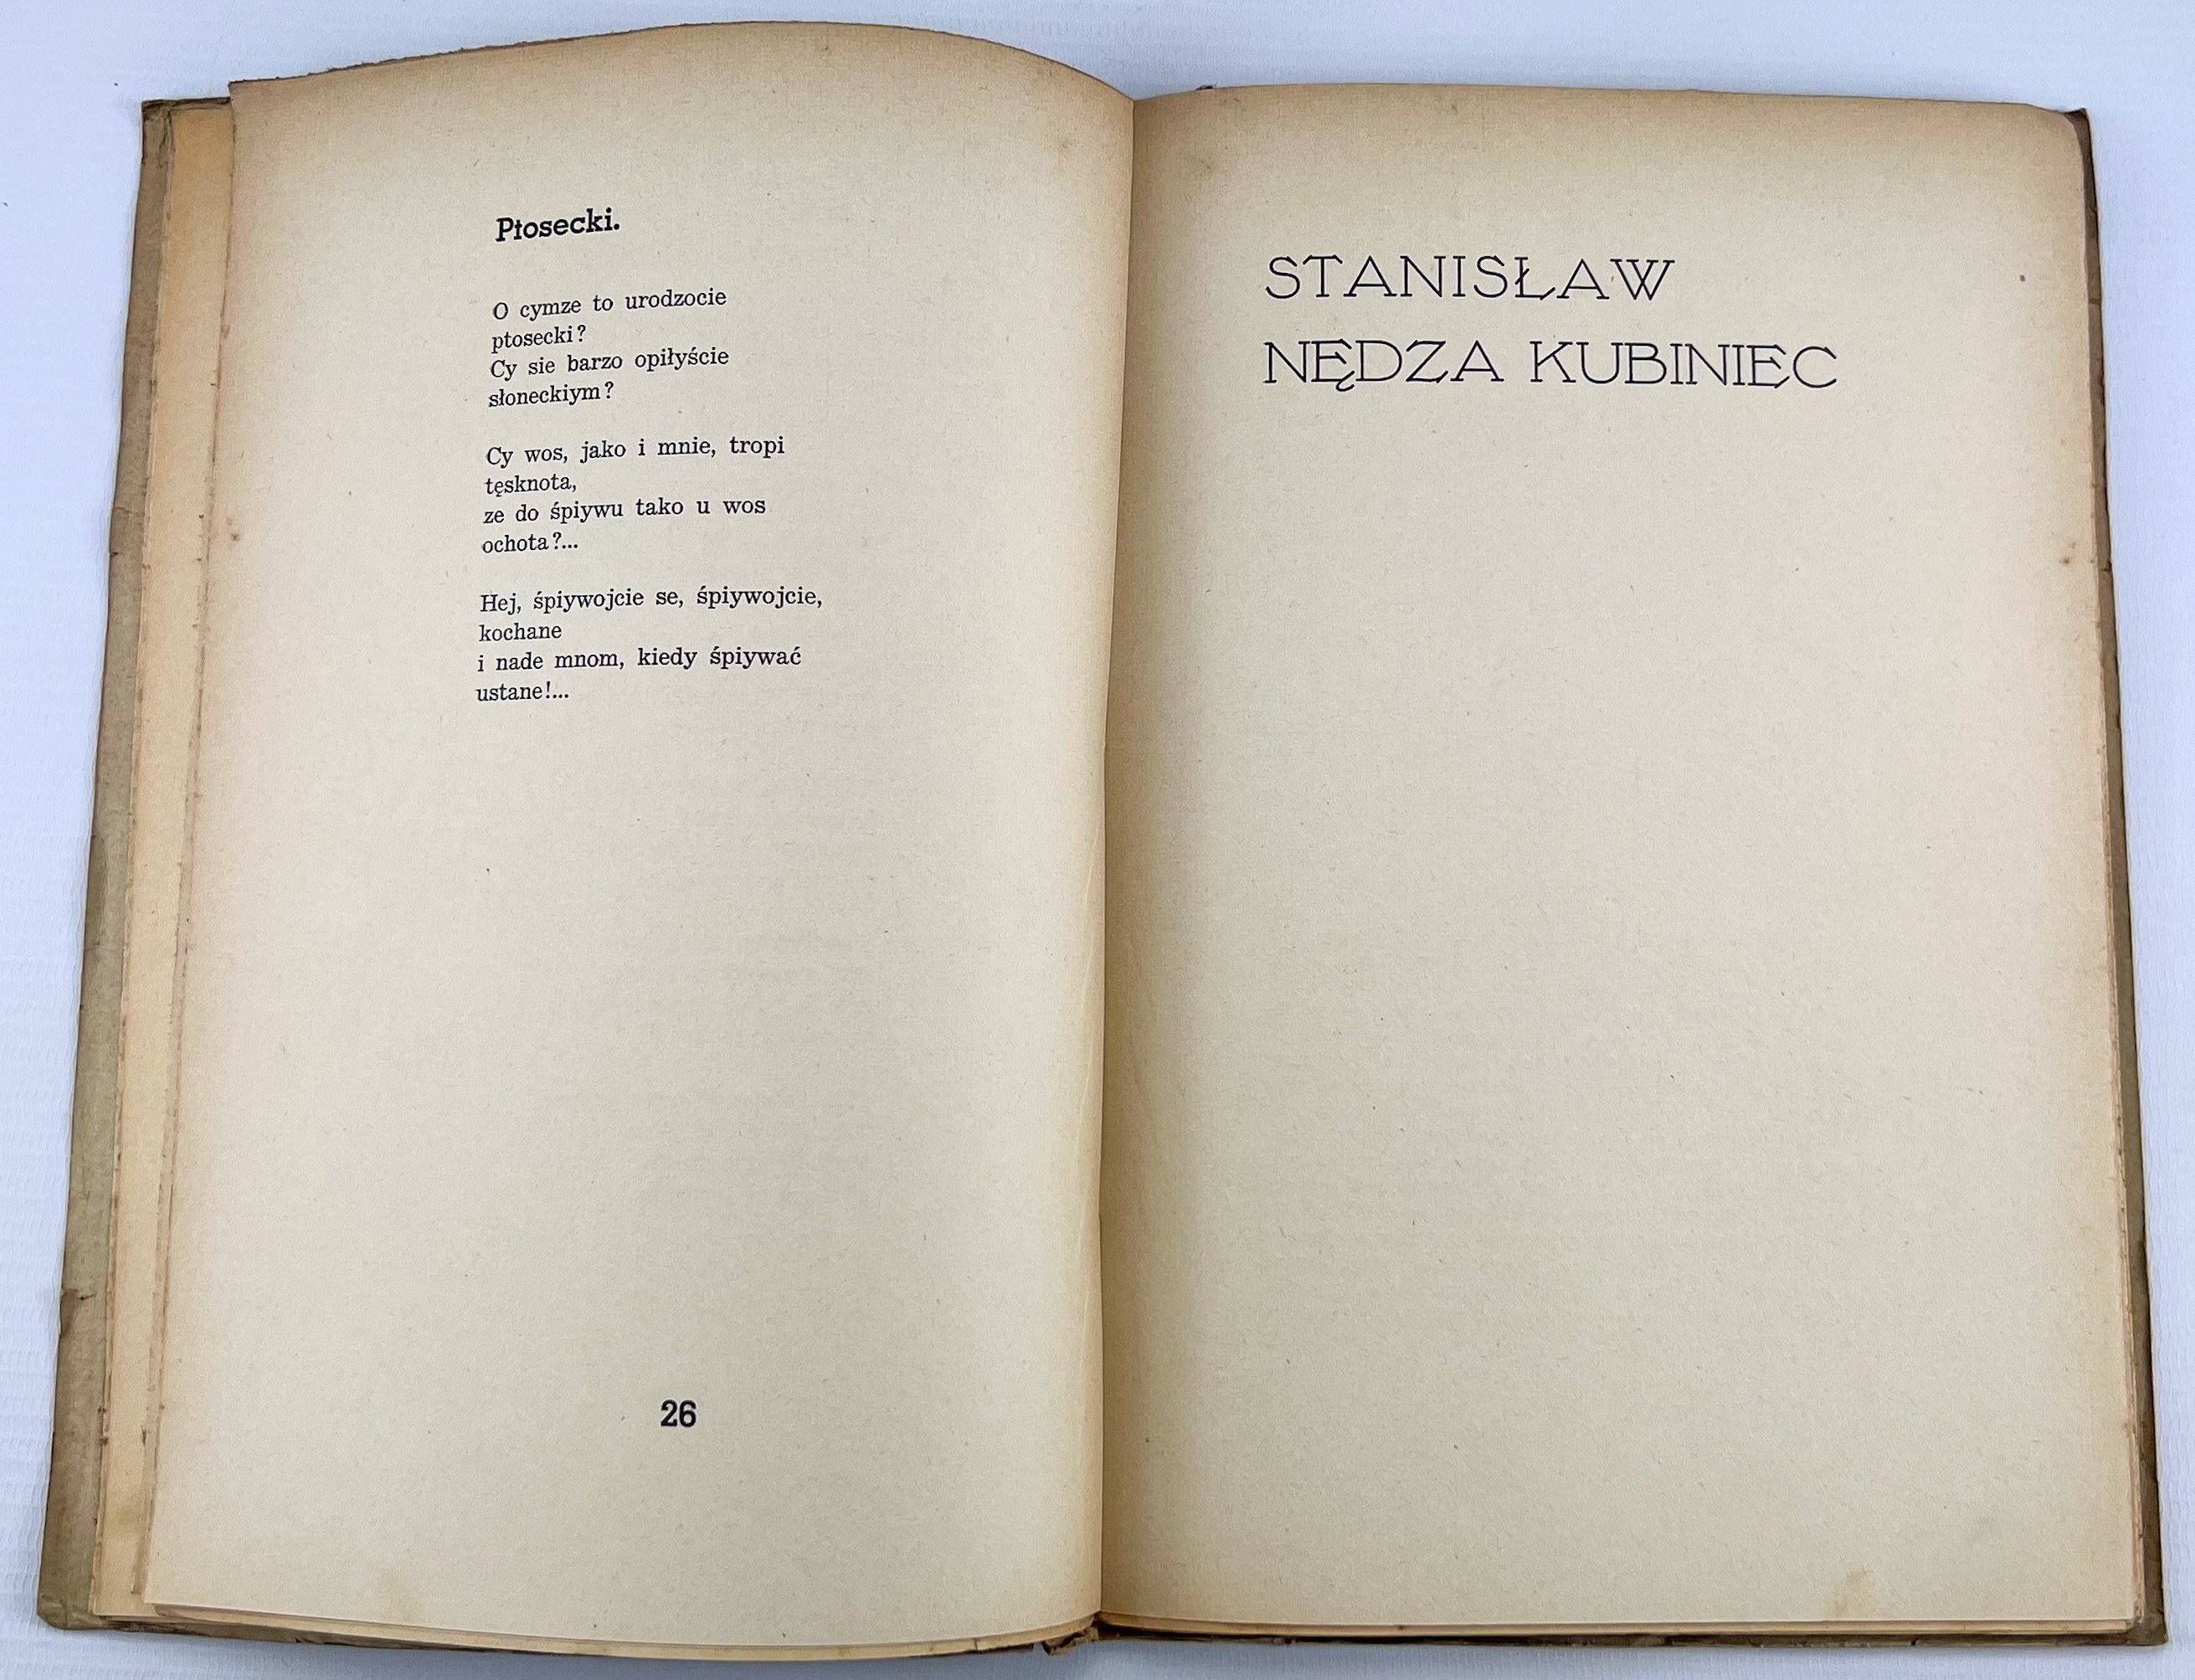 Ptosecki.
O cymze to urodzocie
ptosecki?
Cy sie barzo opiłyście
słoneckiym?
Cy wos, jako i mnie, tropi
tęsknota,
ze do śpiywu tako u wos
ochota?...
Hej, śpiywojcie se, śpiywojcie,
kochane
i nade mnom, kiedy śpiywać
ustane!...
26
STANISŁAW
NĘDZA KUBINIEC